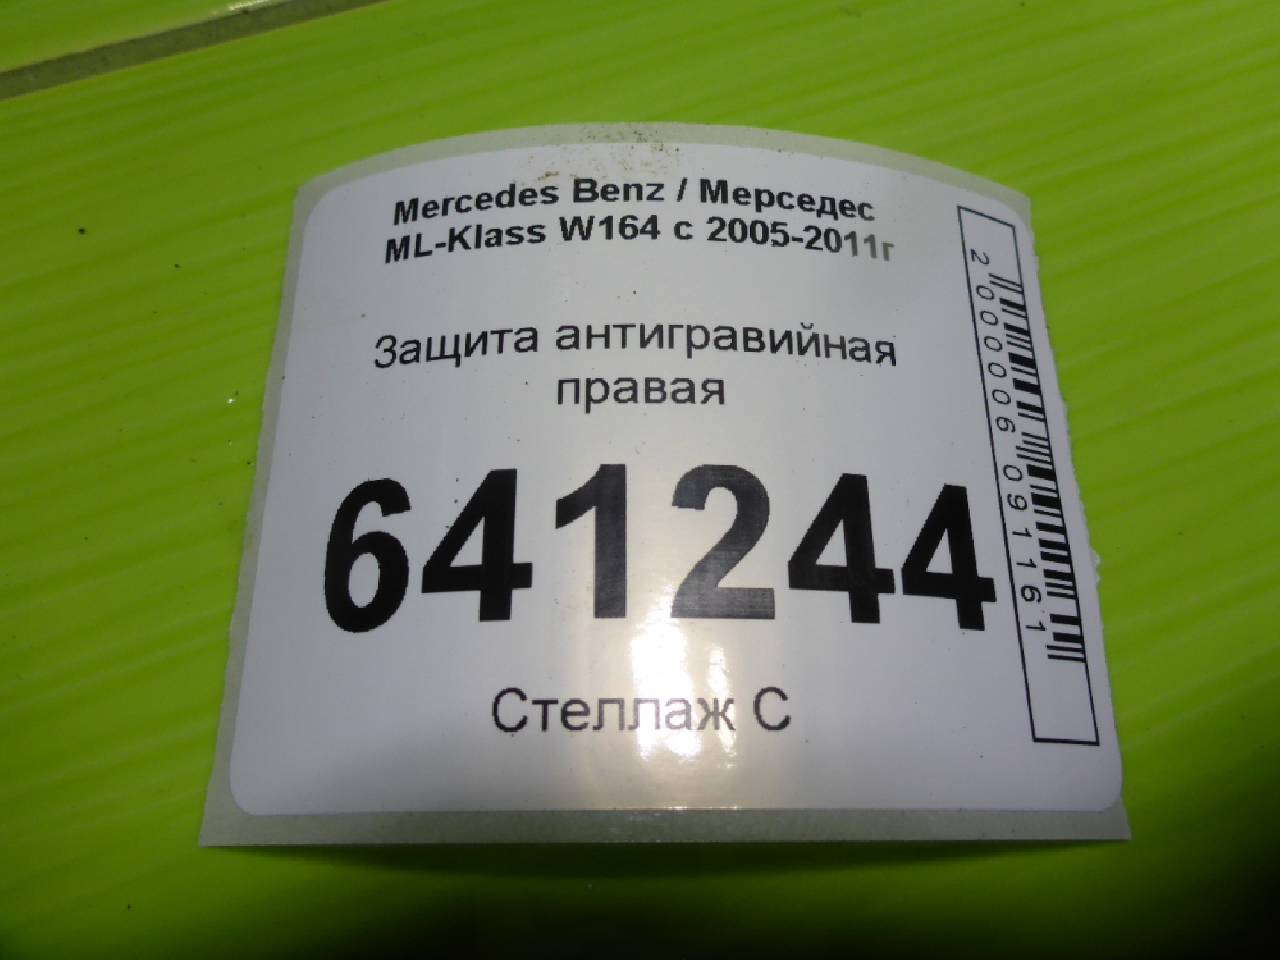 Mercedes Benz / Мерседес
ML-Klass W164 с 2005-2011г
Защита антигравийная
правая
641244
Стеллаж С
2000006091161